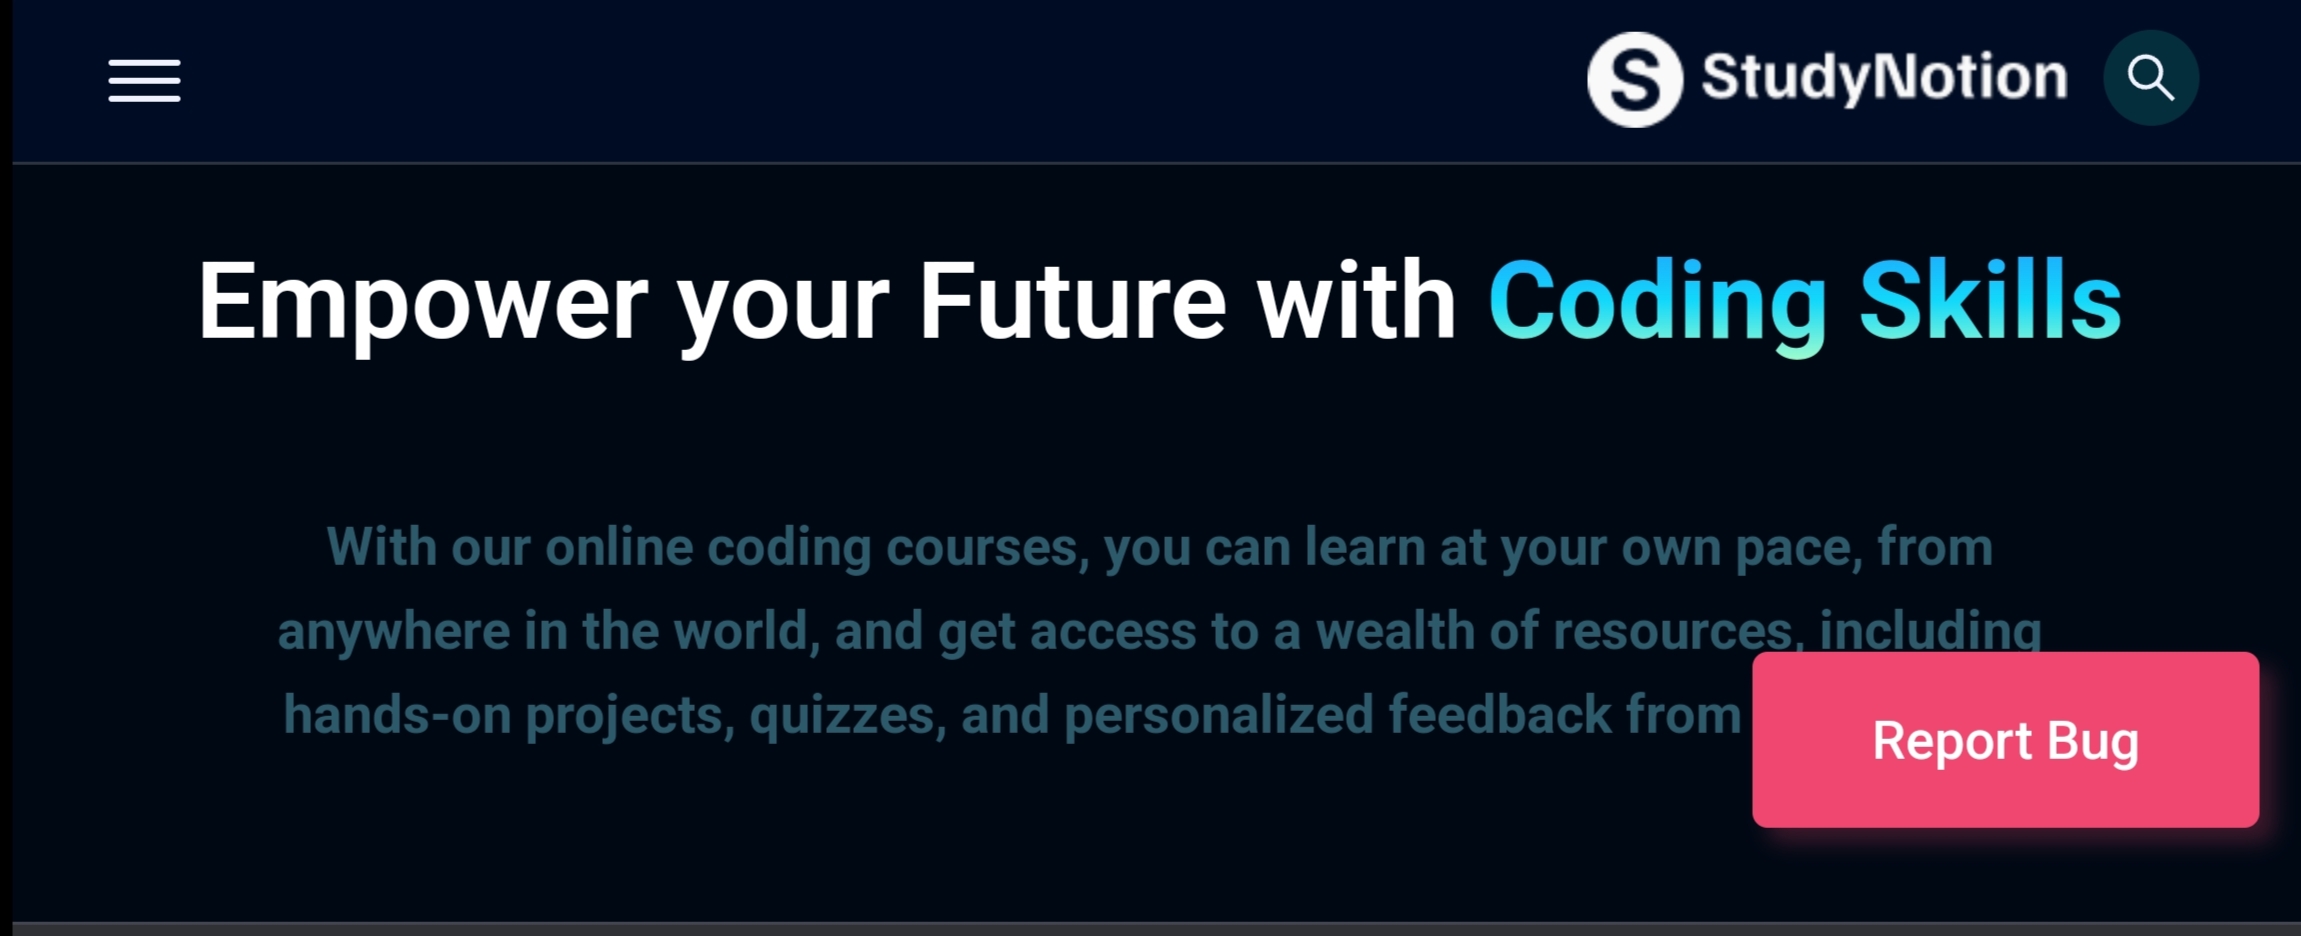 StudyNotion
Empower your Future with Coding Skills
With our online coding courses, you can learn at your own pace, from
anywhere in the world, and get access to a wealth of resources, including
hands-on projects, quizzes, and personalized feedback from
Report Bug